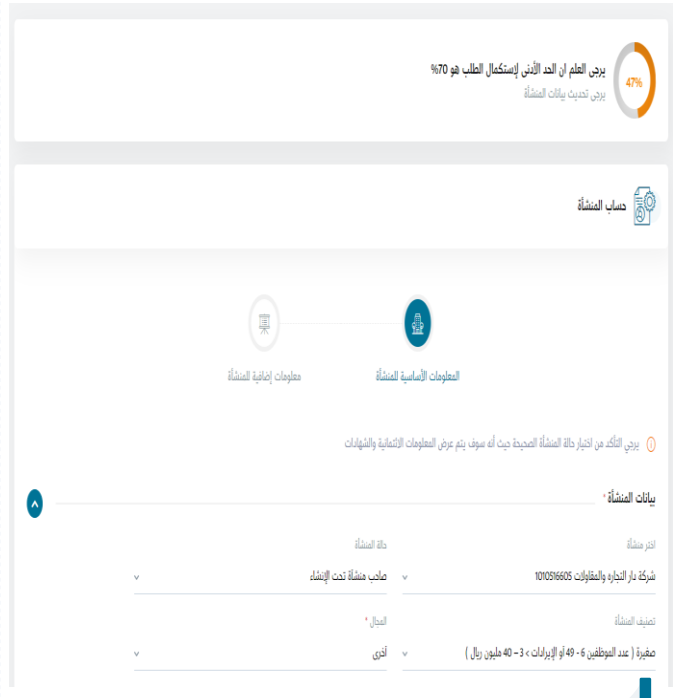 يرجى العلم ان الحد الأدنى لإستكمال الطلب هو 70%
47%
يرجى تحديث بيانات المنشأة
حساب المنشأة
المعلومات الأساسية للمنشأة
معلومات إضافية للمنشأة
يرجي التأكد من اختيار حالة المنشأة الصحيحة حيث أنه سوف يتم عرض المعلومات الائتمانية والشهادات
بيانات المنشأة *
اختر منشأة
حالة المنشأة
شركة دار التجاره والمقاولات 1010516605
صاحب منشأة تحت الإنشاء
تصنيف المنشأة
المجال *
صغيرة ( عدد الموظفين 6 - 49 أو الإيرادات > 3 – 40 مليون ريال )
أخرى